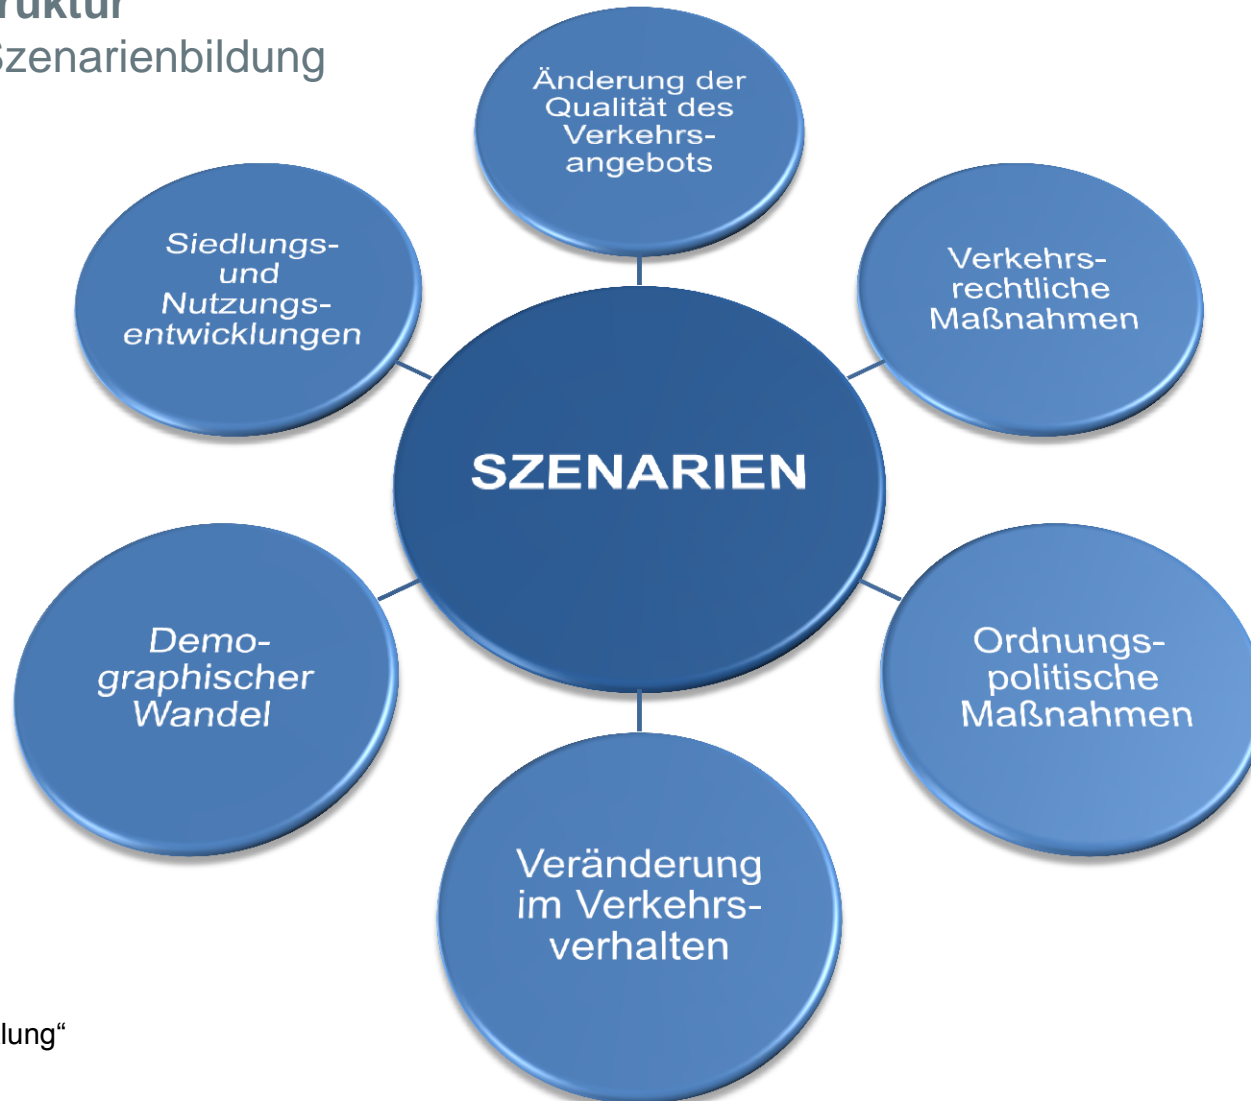 ruktur
Szenarienbildung
Änderung der
Qualität des
Verkehrs-
angebots
Siedlungs-
und
Nutzungs-
entwicklungen
Verkehrs-
rechtliche
Maßnahmen
SZENARIEN
Demo-
graphischer
Wandel
Ordnungs-
politische
Maßnahmen
Veränderung
im Verkehrs-
verhalten
lung“